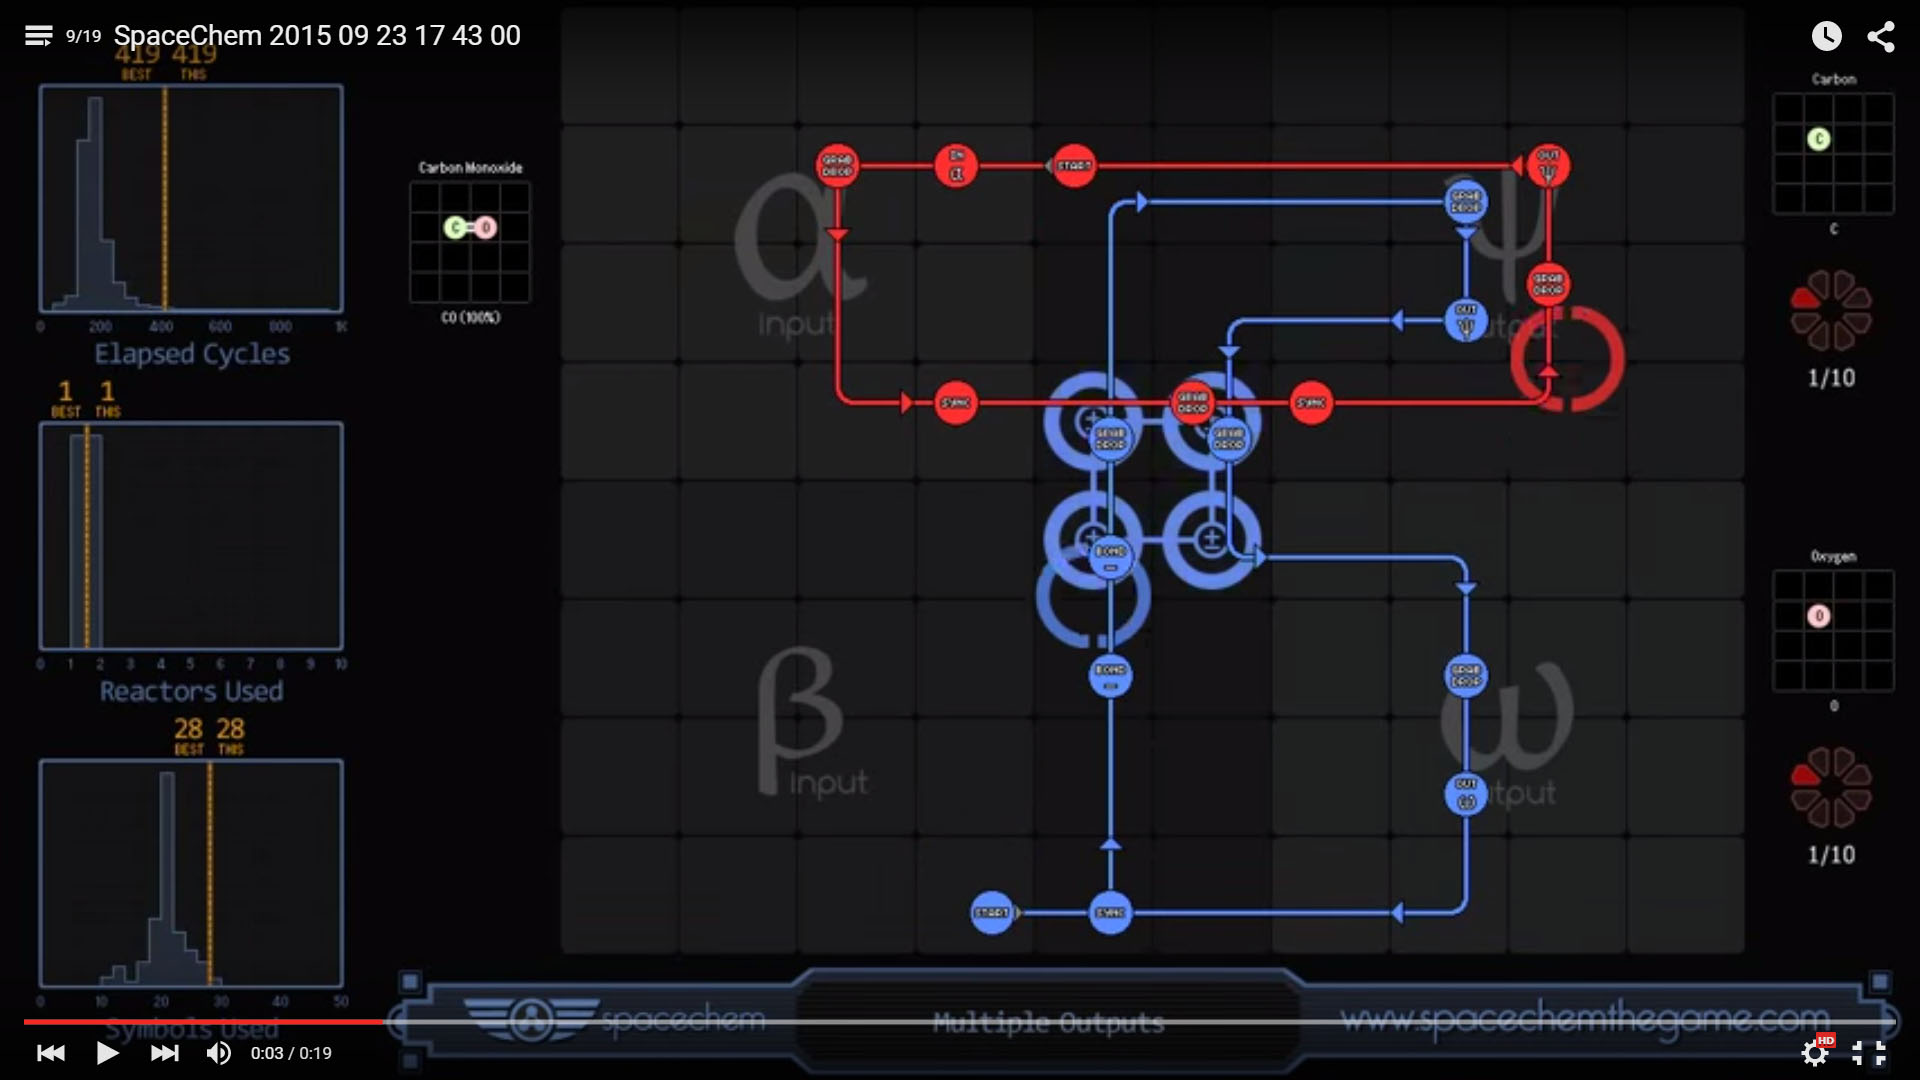 9/19 SpaceChem 2015 09 23 17 43 00
419 419
BEST THIS
0 200 400 600 800 1K
Elapsed Cycles
1 1
BEST THIS
0 1 2 3 4 5 6 7 8 9 10
Reactors Used
28 28
BEST THIS
0 10 20 30 40 50
Symbols Used
Carbon Monoxide
C O
CO (100%)
α
Input
β
Input
ψ
ω
GRAB DROP
IN α
START
OUT ψ
GRAB DROP
GRAB DROP
OUT ψ
SYNC
GRAB DROP
SYNC
GRAB DROP
GRAB DROP
BOND -
BOND -
GRAB DROP
OUT ω
START
SYNC
Carbon
C
C
1/10
Oxygen
O
O
1/10
spacechem
Multiple Outputs
www.spacechemthegame.com
0:03 / 0:19
HD